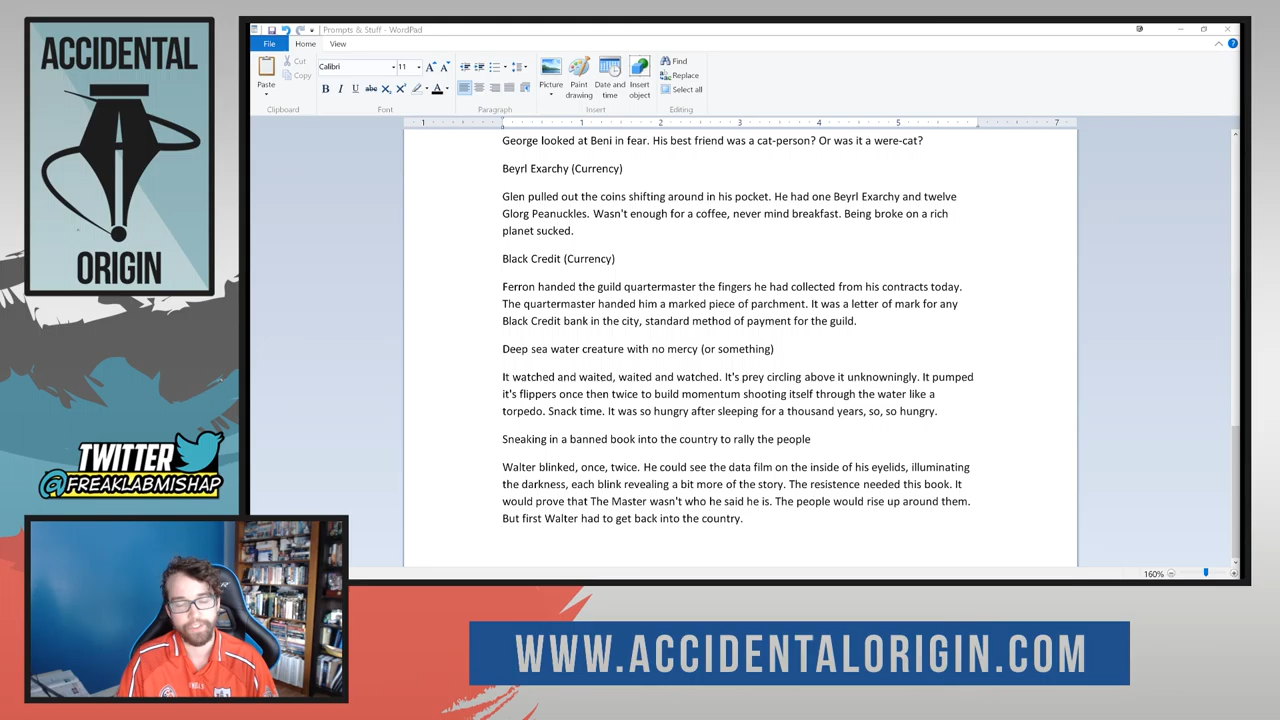 ACCIDENTAL
ORIGIN
TWITTER
@FREAKLABMISHAP
Prompts & Stuff - WordPad
File
Home
View
Paste
Cut
Copy
Clipboard
Calibri
11
B I U abc X₂ X² A
Font
Paragraph
Picture
Paint drawing
Date and time
Insert object
Insert
Find
Replace
Select all
Editing
1 1 2 3 4 5 7
George looked at Beni in fear. His best friend was a cat-person? Or was it a were-cat?
Beyrl Exarchy (Currency)
Glen pulled out the coins shifting around in his pocket. He had one Beyrl Exarchy and twelve
Glorg Peanuckles. Wasn't enough for a coffee, never mind breakfast. Being broke on a rich
planet sucked.
Black Credit (Currency)
Ferron handed the guild quartermaster the fingers he had collected from his contracts today.
The quartermaster handed him a marked piece of parchment. It was a letter of mark for any
Black Credit bank in the city, standard method of payment for the guild.
Deep sea water creature with no mercy (or something)
It watched and waited, waited and watched. It's prey circling above it unknowningly. It pumped
it's flippers once then twice to build momentum shooting itself through the water like a
torpedo. Snack time. It was so hungry after sleeping for a thousand years, so, so hungry.
Sneaking in a banned book into the country to rally the people
Walter blinked, once, twice. He could see the data film on the inside of his eyelids, illuminating
the darkness, each blink revealing a bit more of the story. The resistence needed this book. It
would prove that The Master wasn't who he said he is. The people would rise up around them.
But first Walter had to get back into the country.
160%
WWW.ACCIDENTALORIGIN.COM